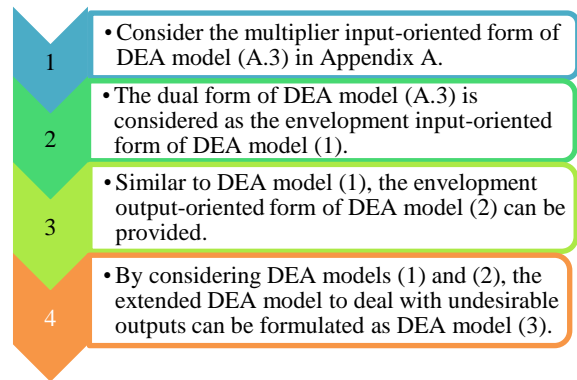 1
• Consider the multiplier input-oriented form of
DEA model (A.3) in Appendix A.
2
• The dual form of DEA model (A.3) is
considered as the envelopment input-oriented
form of DEA model (1).
3
• Similar to DEA model (1), the envelopment
output-oriented form of DEA model (2) can be
provided.
4
• By considering DEA models (1) and (2), the
extended DEA model to deal with undesirable
outputs can be formulated as DEA model (3).